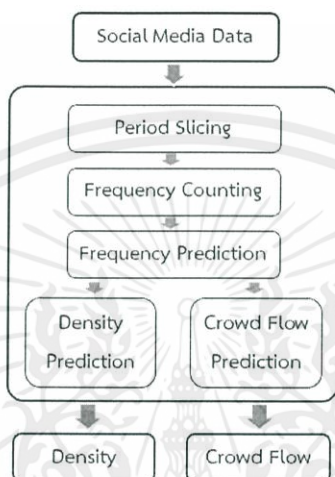 Social Media Data
Period Slicing
Frequency Counting
Frequency Prediction
Density
Prediction
Crowd Flow
Prediction
Density
Crowd Flow